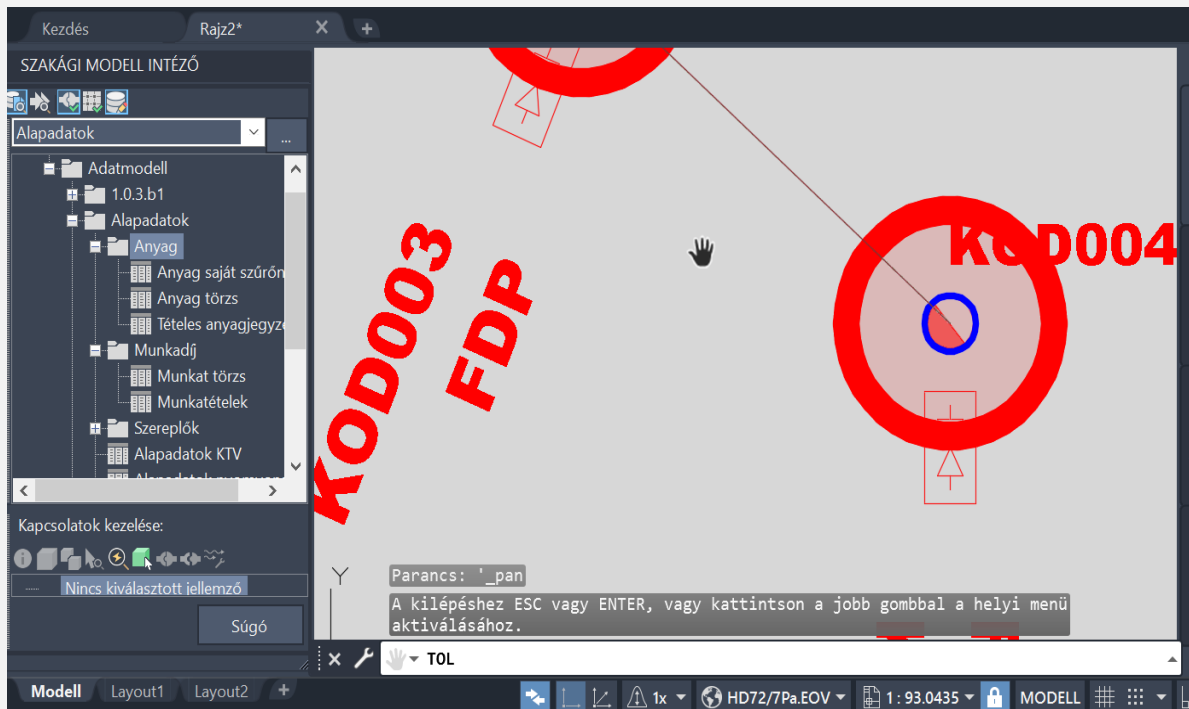 Kezdés
Rajz2*
SZAKÁGI MODELL INTÉZŐ
Alapadatok
...
Adatmodell
1.0.3.b1
Alapadatok
Anyag
Anyag saját szűrőn
Anyag törzs
Tételes anyagjegyz
Munkadíj
Munkat törzs
Munkatételek
Szereplők
Alapadatok KTV
Kapcsolatok kezelése:
Nincs kiválasztott jellemző
Súgó
KOD003
FDP
KOD004
Y
Parancs: '_pan
A kilépéshez ESC vagy ENTER, vagy kattintson a jobb gombbal a helyi menü
aktiválásához.
TOL
Modell
Layout1
Layout2
1x
HD72/7Pa.EOV
1 : 93.0435
MODELL